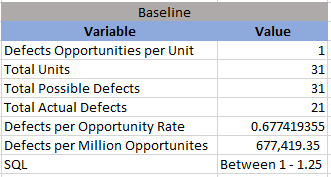 Baseline
Variable Value
Defects Opportunities per Unit 1
Total Units 31
Total Possible Defects 31
Total Actual Defects 21
Defects per Opportunity Rate 0.677419355
Defects per Million Opportunites 677,419.35
SQL Between 1 - 1.25